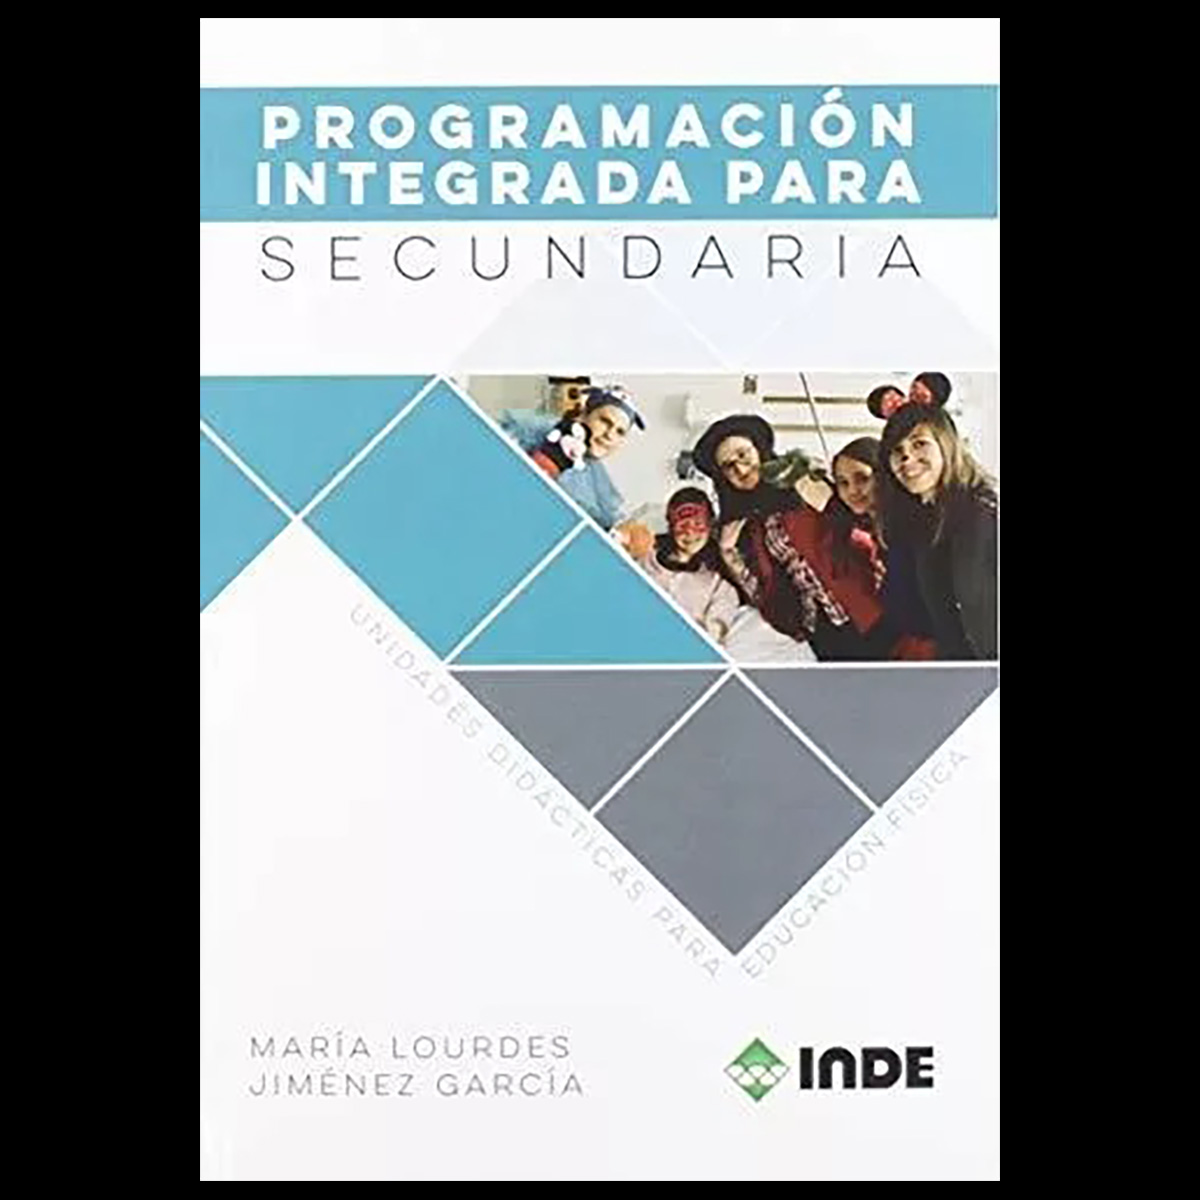 PROGRAMACIÓN
INTEGRADA PARA
SECUNDARIA
UNIDADES DIDÁCTICAS PARA
EDUCACIÓN FÍSICA
MARÍA LOURDES
JIMÉNEZ GARCÍA
INDE